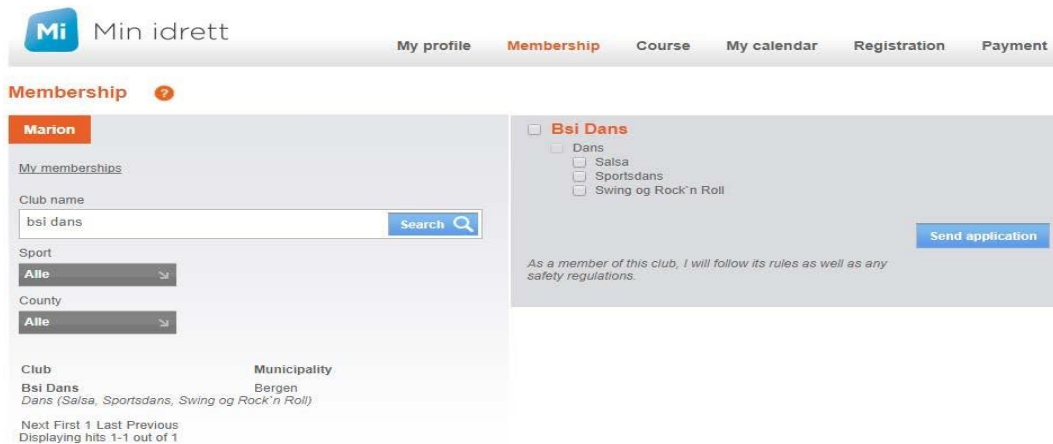 Mi Min idrett
My profile Membership Course My calendar Registration Payment
Membership ?
Marion
My memberships
Club name
bsi dans Search
Sport
Alle
County
Alle
Club Municipality
Bsi Dans Bergen
Dans (Salsa, Sportsdans, Swing og Rock`n Roll)
Next First 1 Last Previous
Displaying hits 1-1 out of 1
Bsi Dans
Dans
Salsa
Sportsdans
Swing og Rock`n Roll
Send application
As a member of this club, I will follow its rules as well as any
safety regulations.